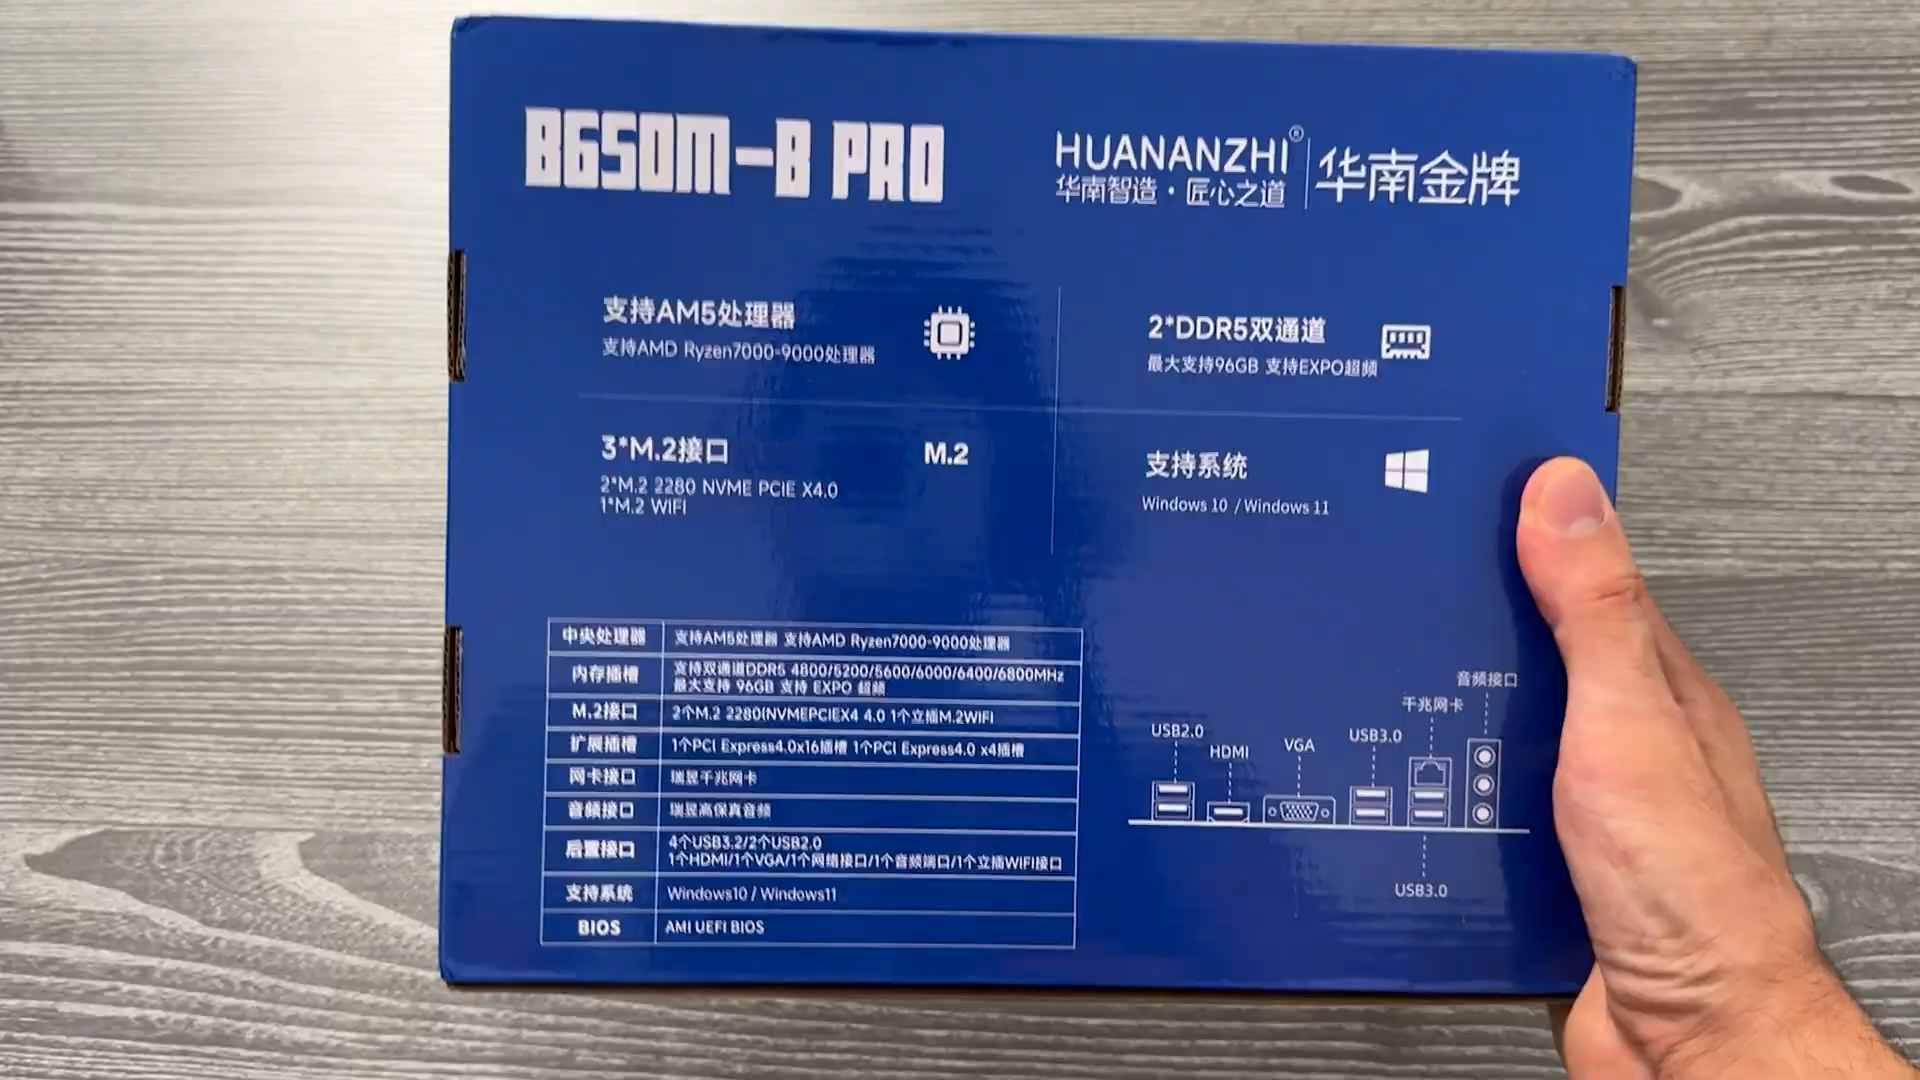 B650M-B PRO
HUANANZHI®
华南智造·匠心之道
华南金牌
支持AM5处理器
支持AMD Ryzen7000-9000处理器
2*DDR5双通道
最大支持96GB 支持EXPO超频
3*M.2接口
M.2
2*M.2 2280 NVME PCIE X4.0
1*M.2 WIFI
支持系统
Windows 10 / Windows 11
中央处理器 支持AM5处理器 支持AMD Ryzen7000-9000处理器
内存插槽 支持双通道DDR5 4800/5200/5600/6000/6400/6800MHz
最大支持 96GB 支持 EXPO 超频
M.2接口 2个M.2 2280(NVMEPCIEX4 4.0 1个立插M.2WIFI
扩展插槽 1个PCI Express4.0x16插槽 1个PCI Express4.0 x4插槽
网卡接口 瑞昱千兆网卡
音频接口 瑞昱高保真音频
后置接口 4个USB3.2/2个USB2.0
1个HDMI/1个VGA/1个网络接口/1个音频端口/1个立插WIFI接口
支持系统 Windows10 / Windows11
BIOS AMI UEFI BIOS
音频接口
千兆网卡
USB2.0
HDMI
VGA
USB3.0
USB3.0